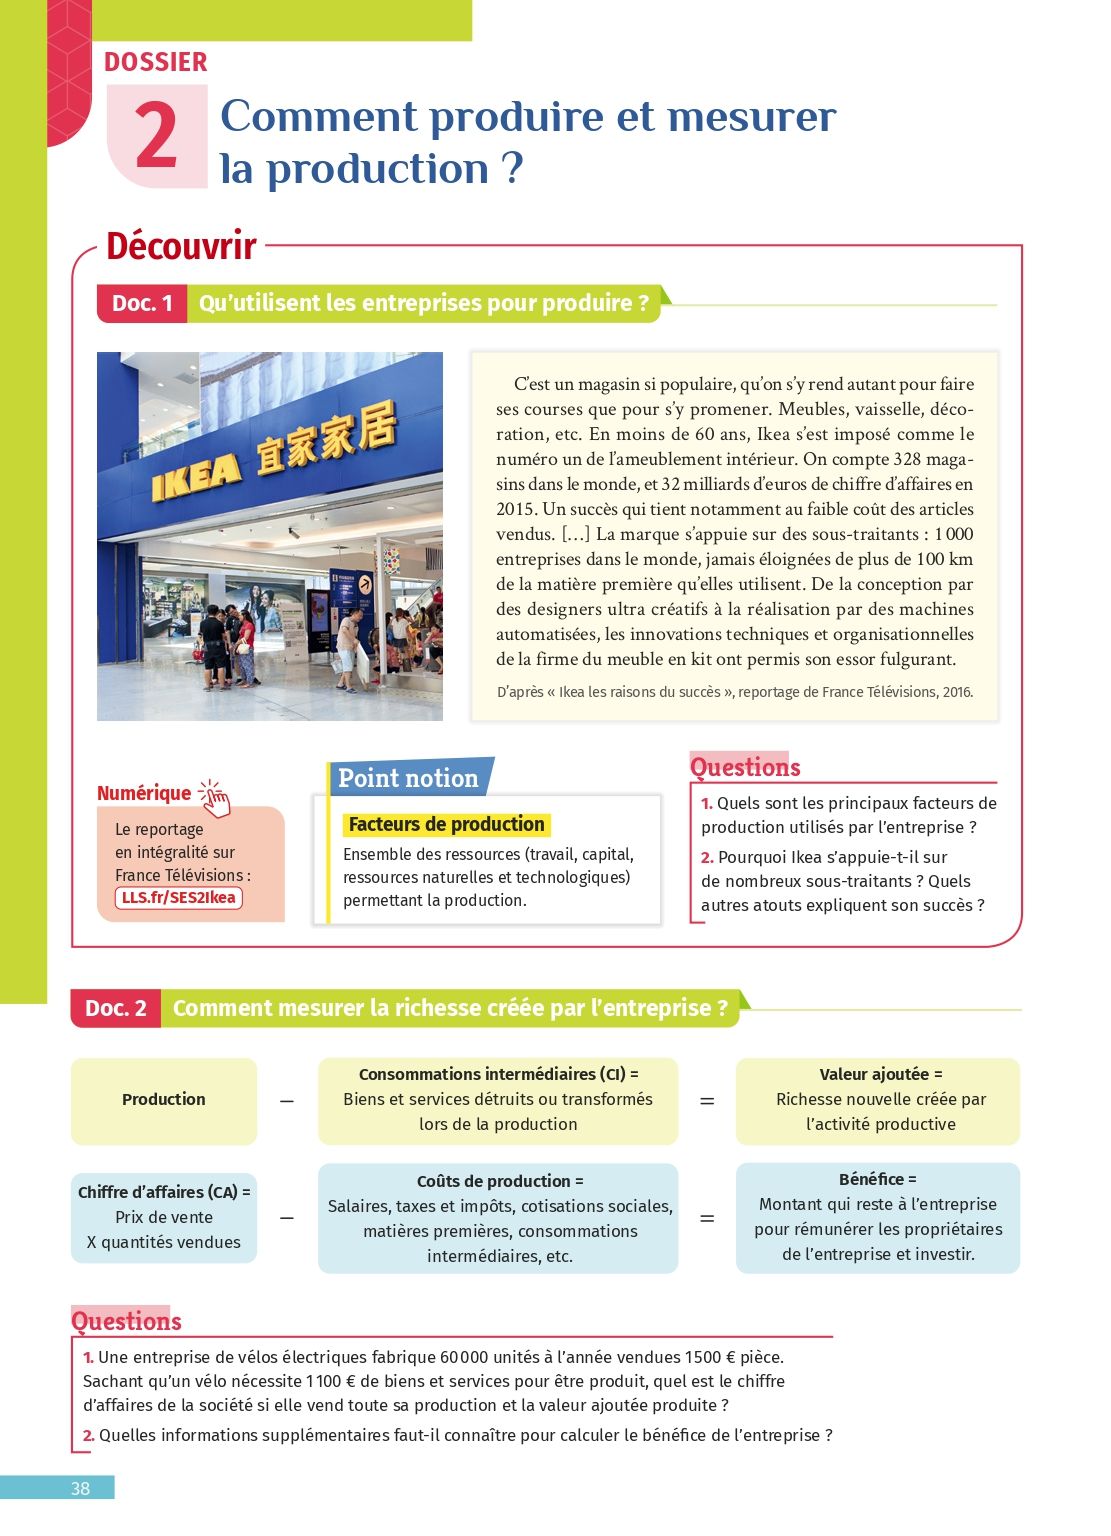 DOSSIER
2
Comment produire et mesurer
la production ?
Découvrir
Doc. 1 Qu’utilisent les entreprises pour produire ?
IKEA 宜家家居
C’est un magasin si populaire, qu’on s’y rend autant pour faire
ses courses que pour s’y promener. Meubles, vaisselle, déco-
ration, etc. En moins de 60 ans, Ikea s’est imposé comme le
numéro un de l’ameublement intérieur. On compte 328 maga-
sins dans le monde, et 32 milliards d’euros de chiffre d’affaires en
2015. Un succès qui tient notamment au faible coût des articles
vendus. […] La marque s’appuie sur des sous-traitants : 1 000
entreprises dans le monde, jamais éloignées de plus de 100 km
de la matière première qu’elles utilisent. De la conception par
des designers ultra créatifs à la réalisation par des machines
automatisées, les innovations techniques et organisationnelles
de la firme du meuble en kit ont permis son essor fulgurant.
D’après « Ikea les raisons du succès », reportage de France Télévisions, 2016.
Numérique
Le reportage
en intégralité sur
France Télévisions :
LLS.fr/SES2Ikea
Point notion
Facteurs de production
Ensemble des ressources (travail, capital,
ressources naturelles et technologiques)
permettant la production.
Questions
1. Quels sont les principaux facteurs de
production utilisés par l’entreprise ?
2. Pourquoi Ikea s’appuie-t-il sur
de nombreux sous-traitants ? Quels
autres atouts expliquent son succès ?
Doc. 2 Comment mesurer la richesse créée par l’entreprise ?
Production
–
Consommations intermédiaires (CI) =
Biens et services détruits ou transformés
lors de la production
=
Valeur ajoutée =
Richesse nouvelle créée par
l’activité productive
Chiffre d’affaires (CA) =
Prix de vente
X quantités vendues
–
Coûts de production =
Salaires, taxes et impôts, cotisations sociales,
matières premières, consommations
intermédiaires, etc.
=
Bénéfice =
Montant qui reste à l’entreprise
pour rémunérer les propriétaires
de l’entreprise et investir.
Questions
1. Une entreprise de vélos électriques fabrique 60 000 unités à l’année vendues 1 500 € pièce.
Sachant qu’un vélo nécessite 1 100 € de biens et services pour être produit, quel est le chiffre
d’affaires de la société si elle vend toute sa production et la valeur ajoutée produite ?
2. Quelles informations supplémentaires faut-il connaître pour calculer le bénéfice de l’entreprise ?
38